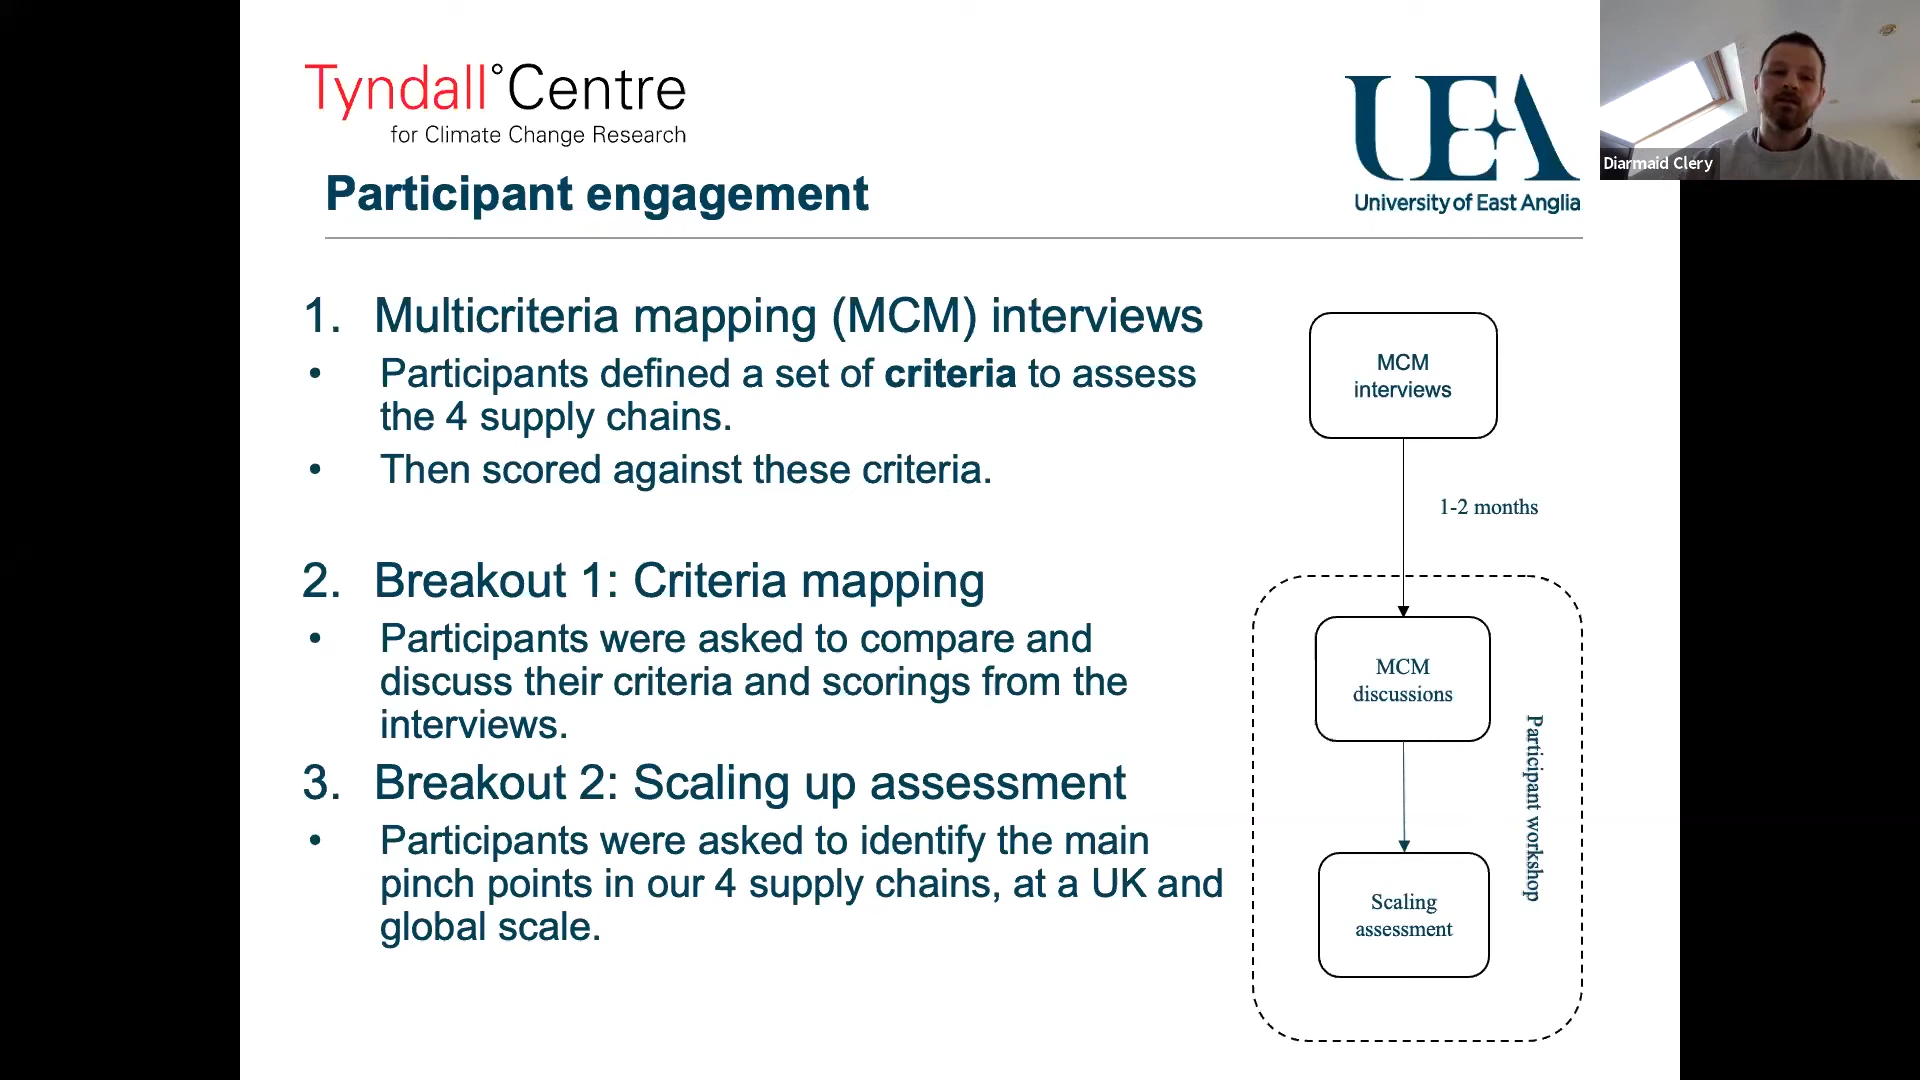 Tyndall°Centre
for Climate Change Research
UEA
University of East Anglia
Diarmaid Clery
Participant engagement
1. Multicriteria mapping (MCM) interviews
• Participants defined a set of criteria to assess
the 4 supply chains.
• Then scored against these criteria.
2. Breakout 1: Criteria mapping
• Participants were asked to compare and
discuss their criteria and scorings from the
interviews.
3. Breakout 2: Scaling up assessment
• Participants were asked to identify the main
pinch points in our 4 supply chains, at a UK and
global scale.
MCM
interviews
1-2 months
MCM
discussions
Participant workshop
Scaling
assessment